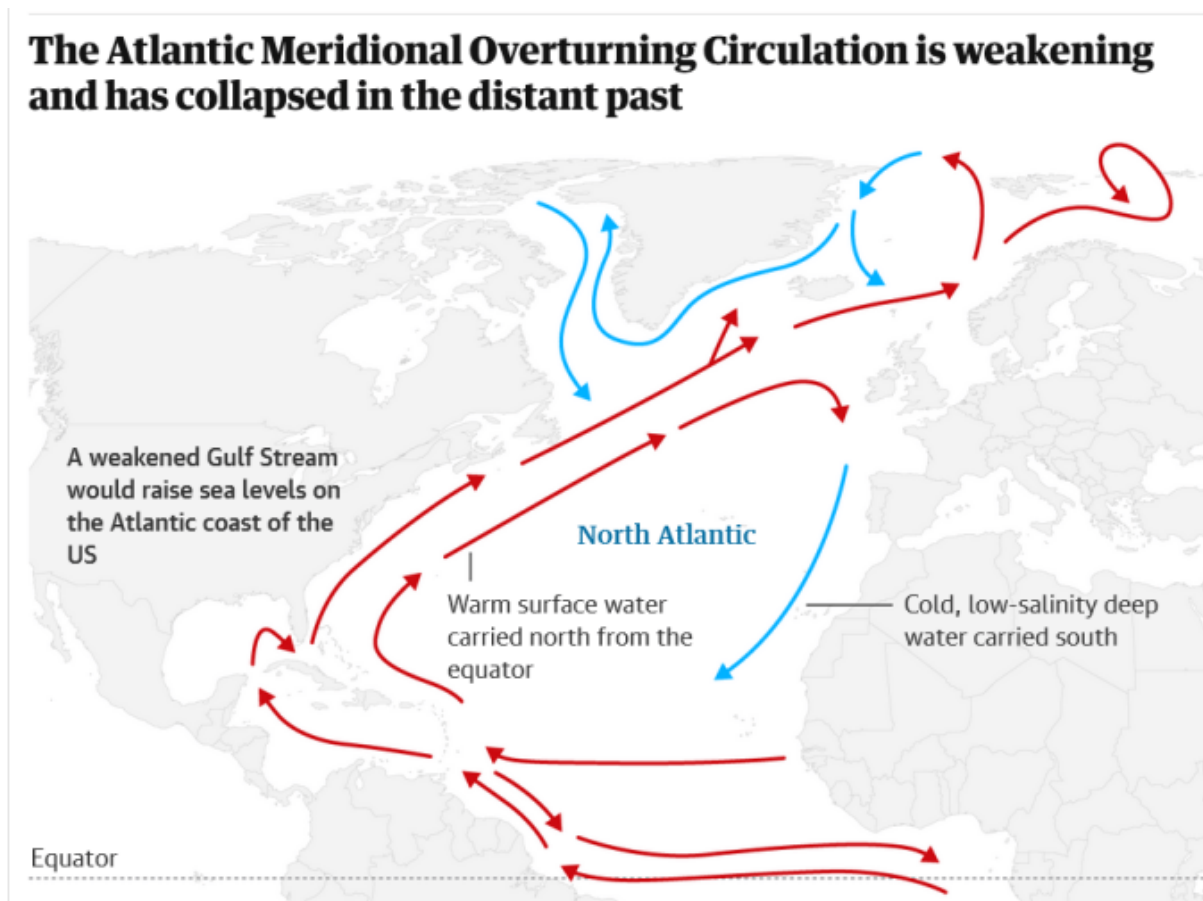 The Atlantic Meridional Overturning Circulation is weakening
and has collapsed in the distant past
A weakened Gulf Stream
would raise sea levels on
the Atlantic coast of the
US
North Atlantic
Warm surface water
carried north from the
equator
Cold, low-salinity deep
water carried south
Equator